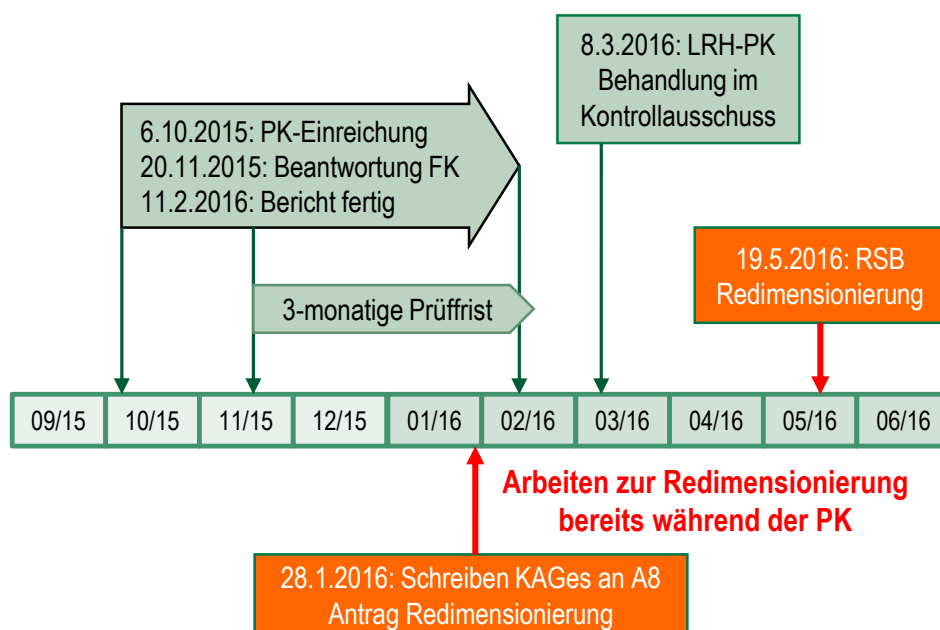 8.3.2016: LRH-PK
Behandlung im
Kontrollausschuss
6.10.2015: PK-Einreichung
20.11.2015: Beantwortung FK
11.2.2016: Bericht fertig
19.5.2016: RSB
Redimensionierung
3-monatige Prüffrist
09/15 10/15 11/15 12/15 01/16 02/16 03/16 04/16 05/16 06/16
Arbeiten zur Redimensionierung
bereits während der PK
28.1.2016: Schreiben KAGes an A8
Antrag Redimensionierung